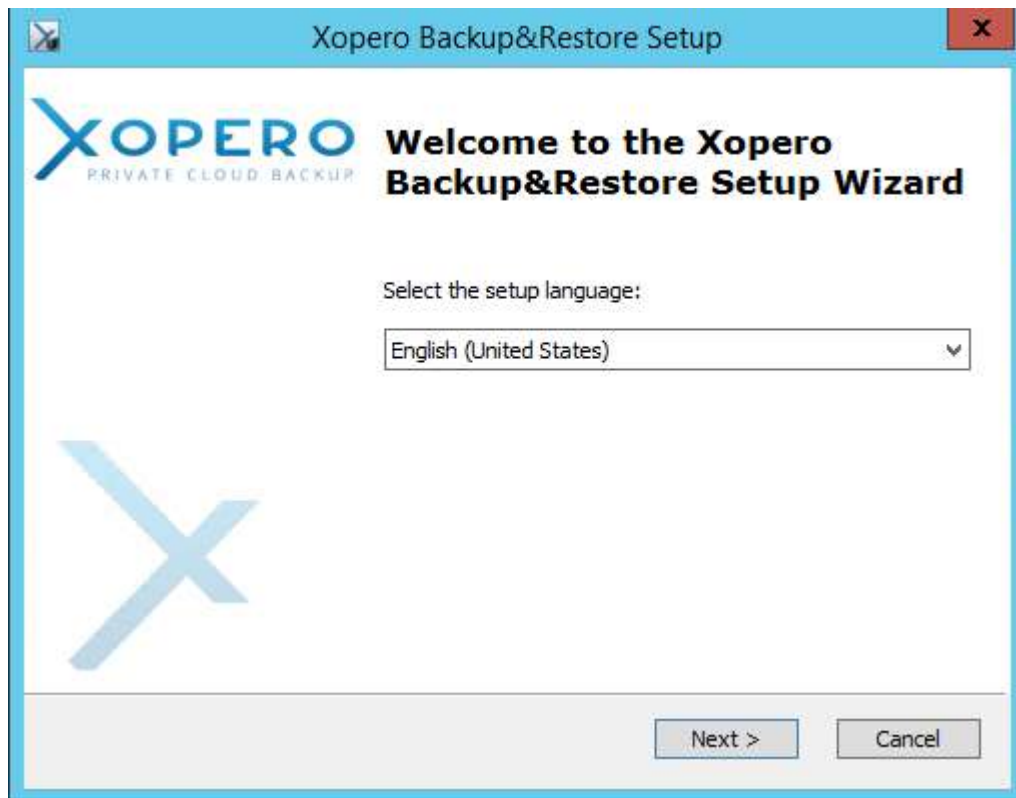 Xopero Backup&Restore Setup
x
XOPERO
PRIVATE CLOUD BACKUP
Welcome to the Xopero
Backup&Restore Setup Wizard
Select the setup language:
English (United States)
Next >
Cancel